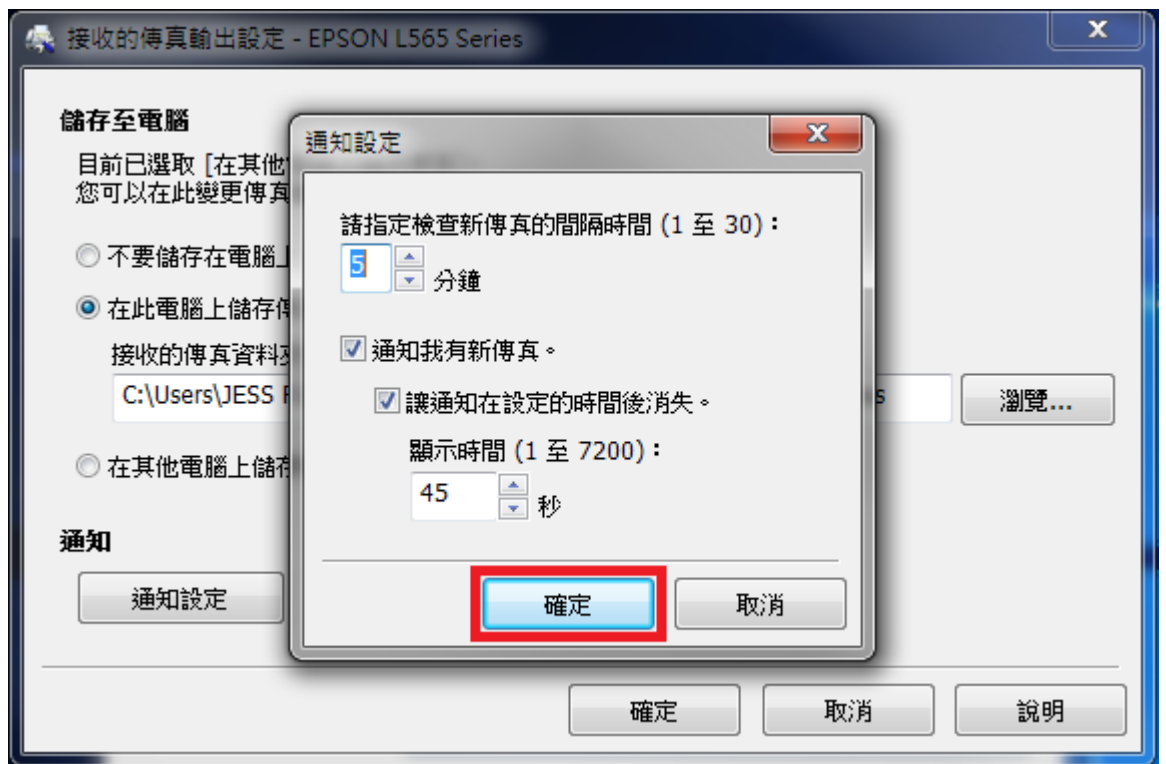 接收的傳真輸出設定 - EPSON L565 Series
儲存至電腦
目前已選取 [在其他
您可以在此變更傳真
不要儲存在電腦上
在此電腦上儲存傳
接收的傳真資料夾
C:\Users\JESS
s
瀏覽...
在其他電腦上儲存
通知
通知設定
確定
取消
說明
通知設定
請指定檢查新傳真的間隔時間 (1 至 30)：
5
分鐘
通知我有新傳真。
讓通知在設定的時間後消失。
顯示時間 (1 至 7200)：
45
秒
確定
取消